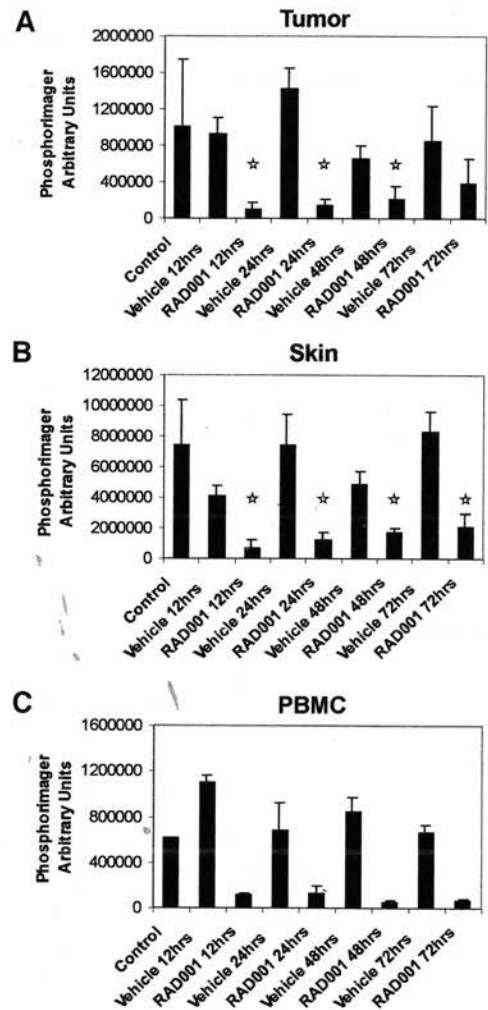 A
Tumor
Phosphorimager
Arbitrary Units
2000000
1600000
1200000
800000
400000
0
Control
Vehicle 12hrs
RAD001 12hrs
Vehicle 24hrs
RAD001 24hrs
Vehicle 48hrs
RAD001 48hrs
Vehicle 72hrs
RAD001 72hrs
B
Skin
Phosphorimager
Arbitrary Units
12000000
10000000
8000000
6000000
4000000
2000000
0
Control
Vehicle 12hrs
RAD001 12hrs
Vehicle 24hrs
RAD001 24hrs
Vehicle 48hrs
RAD001 48hrs
Vehicle 72hrs
RAD001 72hrs
C
PBMC
Phosphorimager
Arbitrary Units
1600000
1200000
800000
400000
0
Control
Vehicle 12hrs
RAD001 12hrs
Vehicle 24hrs
RAD001 24hrs
Vehicle 48hrs
RAD001 48hrs
Vehicle 72hrs
RAD001 72hrs